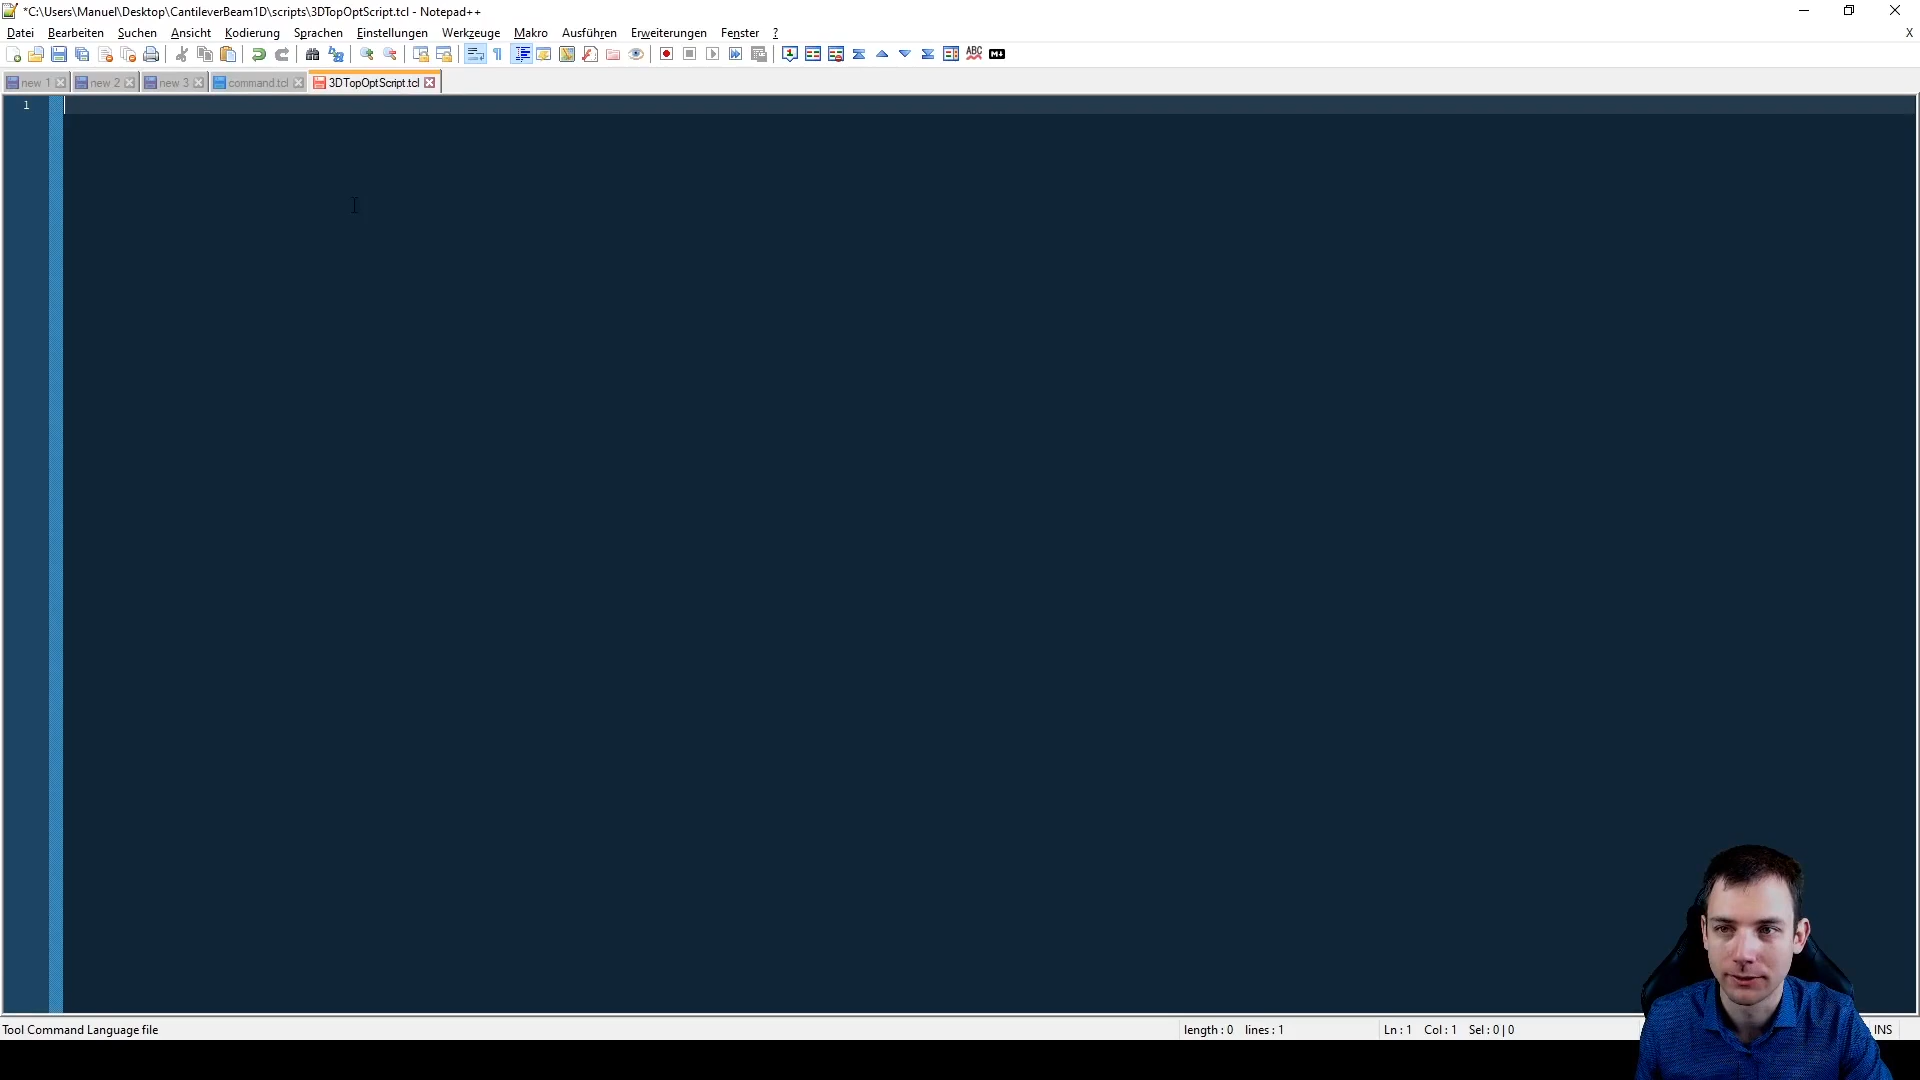 *C:\Users\Manuel\Desktop\CantileverBeam1D\scripts\3DTopOptScript.tcl - Notepad++
Datei Bearbeiten Suchen Ansicht Kodierung Sprachen Einstellungen Werkzeuge Makro Ausführen Erweiterungen Fenster ? X
new 1 new 2 new 3 command.tcl 3DTopOptScript.tcl
1
Tool Command Language file length : 0 lines : 1 Ln : 1 Col : 1 Sel : 0 | 0 INS